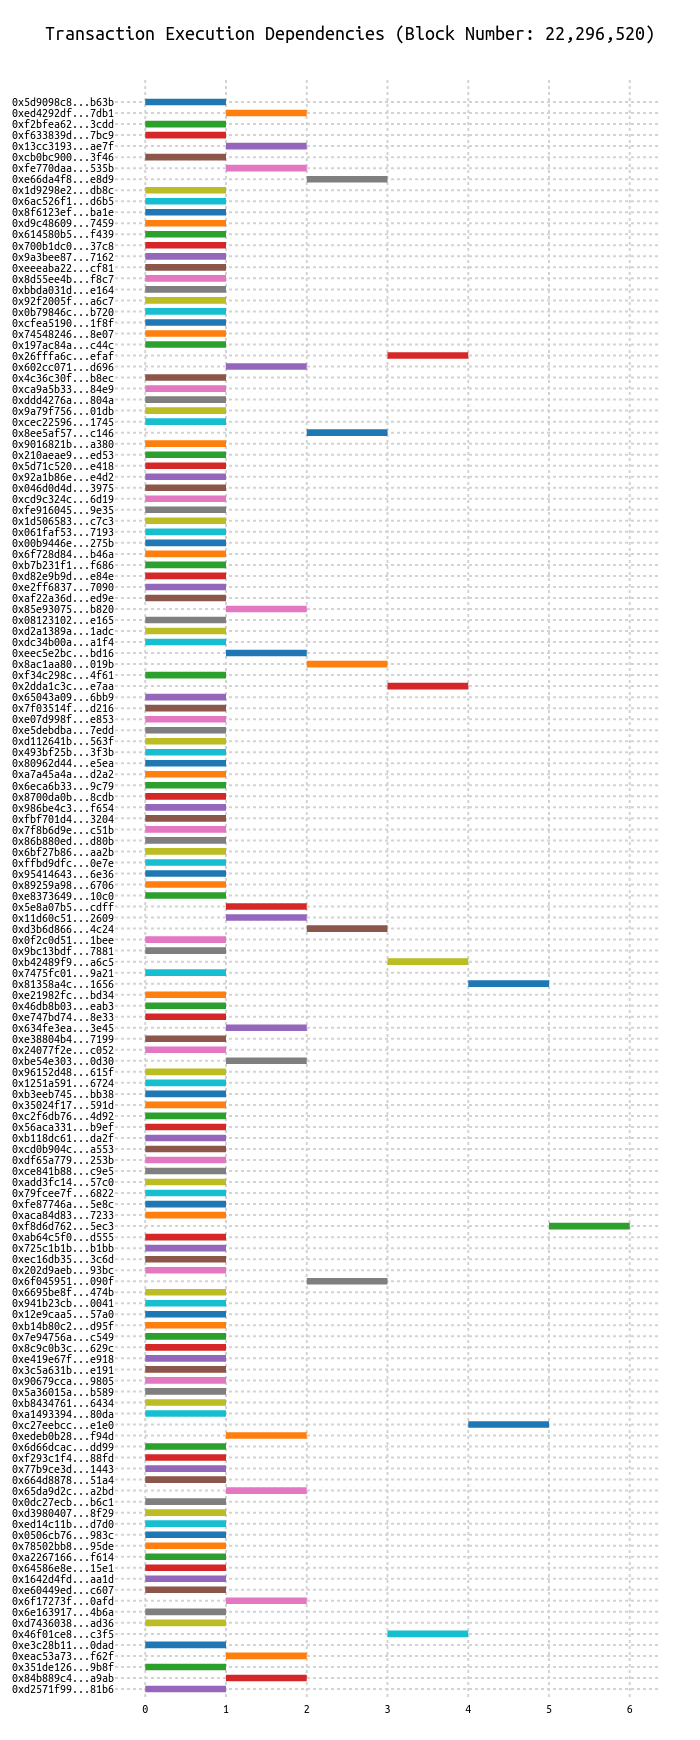 Transaction Execution Dependencies (Block Number: 22,296,520)
0x5d9098c8...b63b
0xed4292df...7db1
0xf2bfea62...3cdd
0xf633839d...7bc9
0x13cc3193...ae7f
0xcb0bc900...3f46
0xfe770daa...535b
0xe66da4f8...e8d9
0x1d9298e2...db8c
0x6ac526f1...d6b5
0x8f6123ef...ba1e
0xd9c48609...7459
0x614580b5...f439
0x700b1dc0...37c8
0x9a3bee87...7162
0xeeeaba22...cf81
0x8d55ee4b...f8c7
0xbbda031d...e164
0x92f2005f...a6c7
0x0b79846c...b720
0xcfea5190...1f8f
0x74548246...8e07
0x197ac84a...c44c
0x26fffa6c...efaf
0x602cc071...d696
0x4c36c30f...b8ec
0xca9a5b33...84e9
0xddd4276a...804a
0x9a79f756...01db
0xcec22596...1745
0x8ee5af57...c146
0x9016821b...a380
0x210aeae9...ed53
0x5d71c520...e418
0x92a1b86e...e4d2
0x046d0d4d...3975
0xcd9c324c...6d19
0xfe916045...9e35
0x1d506583...c7c3
0x061faf53...7193
0x00b9446e...275b
0x6f728d84...b46a
0xb7b231f1...f686
0xd82e9b9d...e84e
0xe2ff6837...7090
0xaf22a36d...ed9e
0x85e93075...b820
0x08123102...e165
0xd2a1389a...1adc
0xdc34b00a...a1f4
0xeec5e2bc...bd16
0x8ac1aa80...019b
0xf34c298c...4f61
0x2dda1c3c...e7aa
0x65043a09...6bb9
0x7f03514f...d216
0xe07d998f...e853
0xe5debdba...7edd
0xd112641b...563f
0x493bf25b...3f3b
0x80962d44...e5ea
0xa7a45a4a...d2a2
0x6eca6b33...9c79
0x8700da0b...8cdb
0x986be4c3...f654
0xfbf701d4...3204
0x7f8b6d9e...c51b
0x86b880ed...d80b
0x6bf27b86...aa2b
0xffbd9dfc...0e7e
0x95414643...6e36
0x89259a98...6706
0xe8373649...10c0
0x5e8a07b5...cdff
0x11d60c51...2609
0xd3b6d866...4c24
0x0f2c0d51...1bee
0x9bc13bdf...7881
0xb42489f9...a6c5
0x7475fc01...9a21
0x81358a4c...1656
0xe21982fc...bd34
0x46db8b03...eab3
0xe747bd74...8e33
0x634fe3ea...3e45
0xe38804b4...7199
0x24077f2e...c052
0xbe54e303...0d30
0x96152d48...615f
0x1251a591...6724
0xb3eeb745...bb38
0x35024f17...591d
0xc2f6db76...4d92
0x56aca331...b9ef
0xb118dc61...da2f
0xcd0b904c...a553
0xdf65a779...253b
0xce841b88...c9e5
0xadd3fc14...57c0
0x79fcee7f...6822
0xfe87746a...5e8c
0xaca84d83...7233
0xf8d6d762...5ec3
0xab64c5f0...d555
0x725c1b1b...b1bb
0xec16db35...3c6d
0x202d9aeb...93bc
0x6f045951...090f
0x6695be8f...474b
0x941b23cb...0041
0x12e9caa5...57a0
0xb14b80c2...d95f
0x7e94756a...c549
0x8c9c0b3c...629c
0xe419e67f...e918
0x3c5a631b...e191
0x90679cca...9805
0x5a36015a...b589
0xb8434761...6434
0xa1493394...80da
0xc27eebcc...e1e0
0xedeb0b28...f94d
0x6d66dcac...dd99
0xf293c1f4...88fd
0x77b9ce3d...1443
0x664d8878...51a4
0x65da9d2c...a2bd
0x0dc27ecb...b6c1
0xd3980407...8f29
0xed14c11b...d7d0
0x0506cb76...983c
0x78502bb8...95de
0xa2267166...f614
0x64586e8e...15e1
0x1642d4fd...aa1d
0xe60449ed...c607
0x6f17273f...0afd
0x6e163917...4b6a
0xd7436038...ad36
0x46f01ce8...c3f5
0xe3c28b11...0dad
0xeac53a73...f62f
0x351de126...9b8f
0x84b889c4...a9ab
0xd2571f99...81b6
0 1 2 3 4 5 6